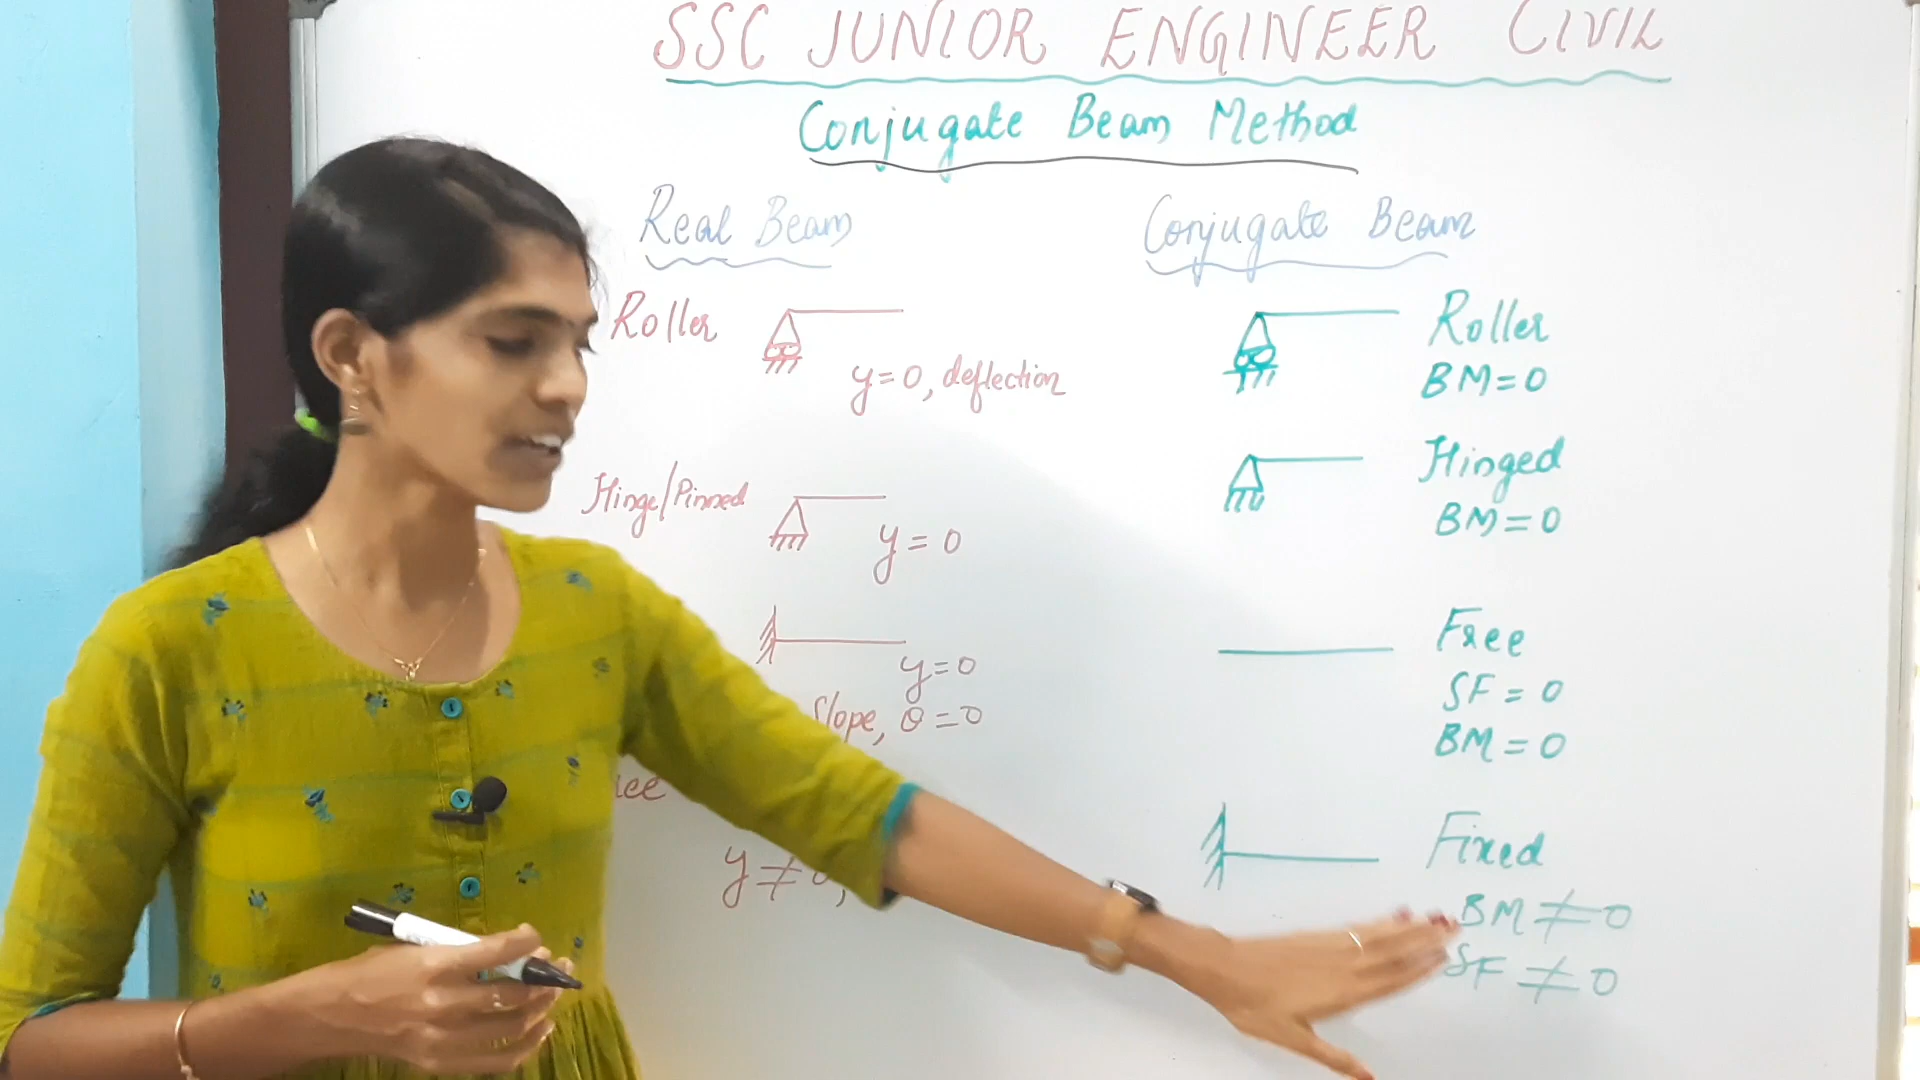 SSC JUNIOR ENGINEER CIVIL
Conjugate Beam Method
Real Beam
Roller
y=0, deflection
Hinge/Pinned
y=0
y=0
Slope, θ=0
y≠0,
Conjugate Beam
Roller
BM=0
Hinged
BM=0
Free
SF=0
BM=0
Fixed
BM≠0
SF≠0